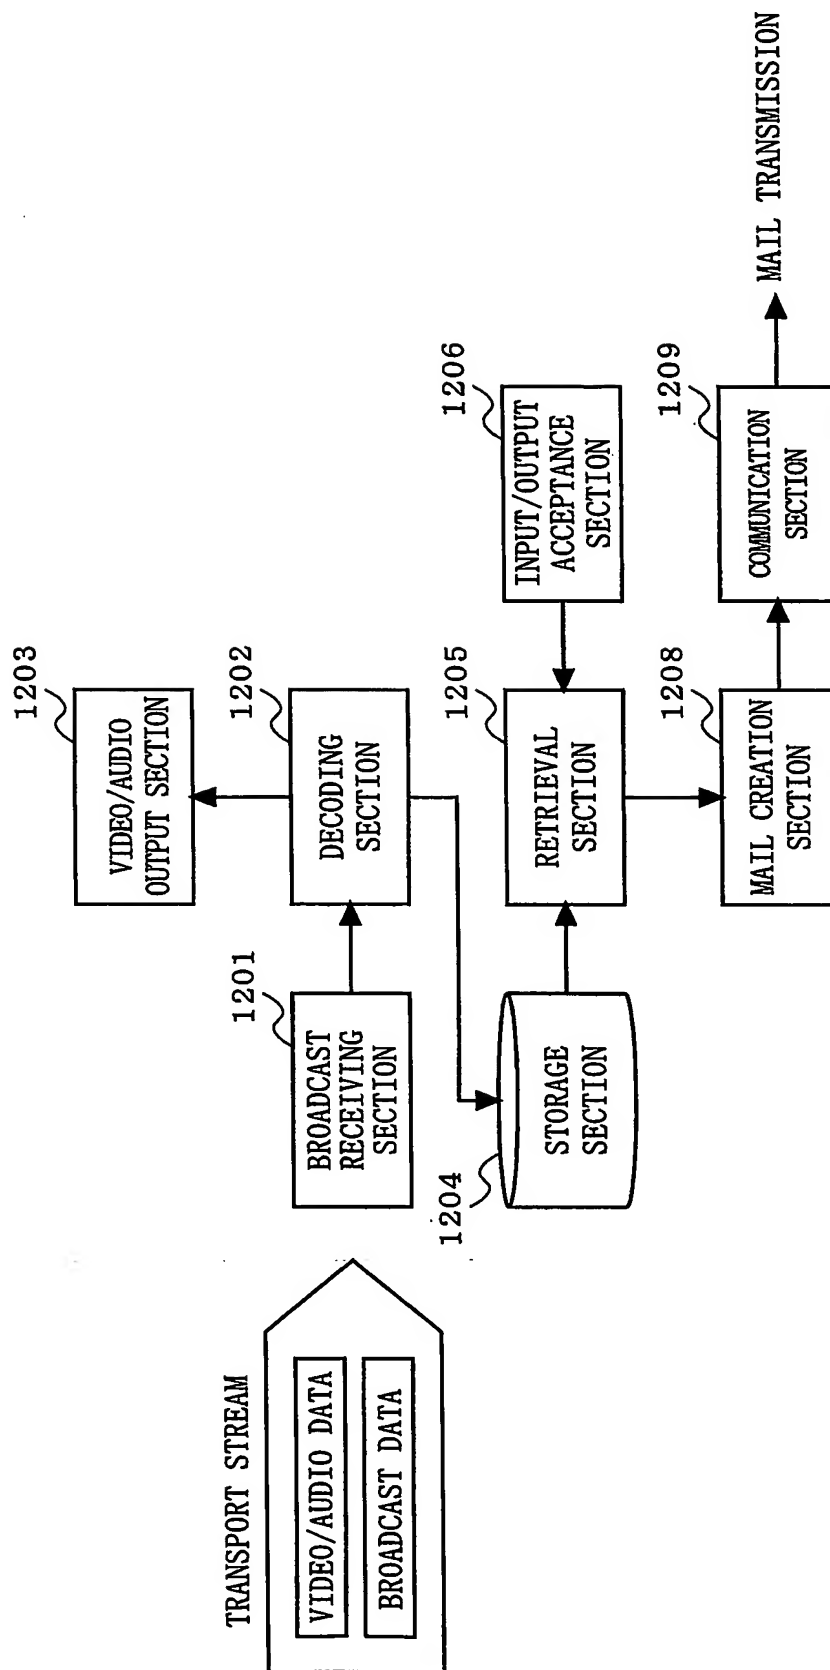 TRANSPORT STREAM
VIDEO/AUDIO DATA
BROADCAST DATA
1201
BROADCAST
RECEIVING
SECTION
1202
DECODING
SECTION
1203
VIDEO/AUDIO
OUTPUT SECTION
1204
STORAGE
SECTION
1205
RETRIEVAL
SECTION
1206
INPUT/OUTPUT
ACCEPTANCE
SECTION
1208
MAIL CREATION
SECTION
1209
COMMUNICATION
SECTION
MAIL TRANSMISSION